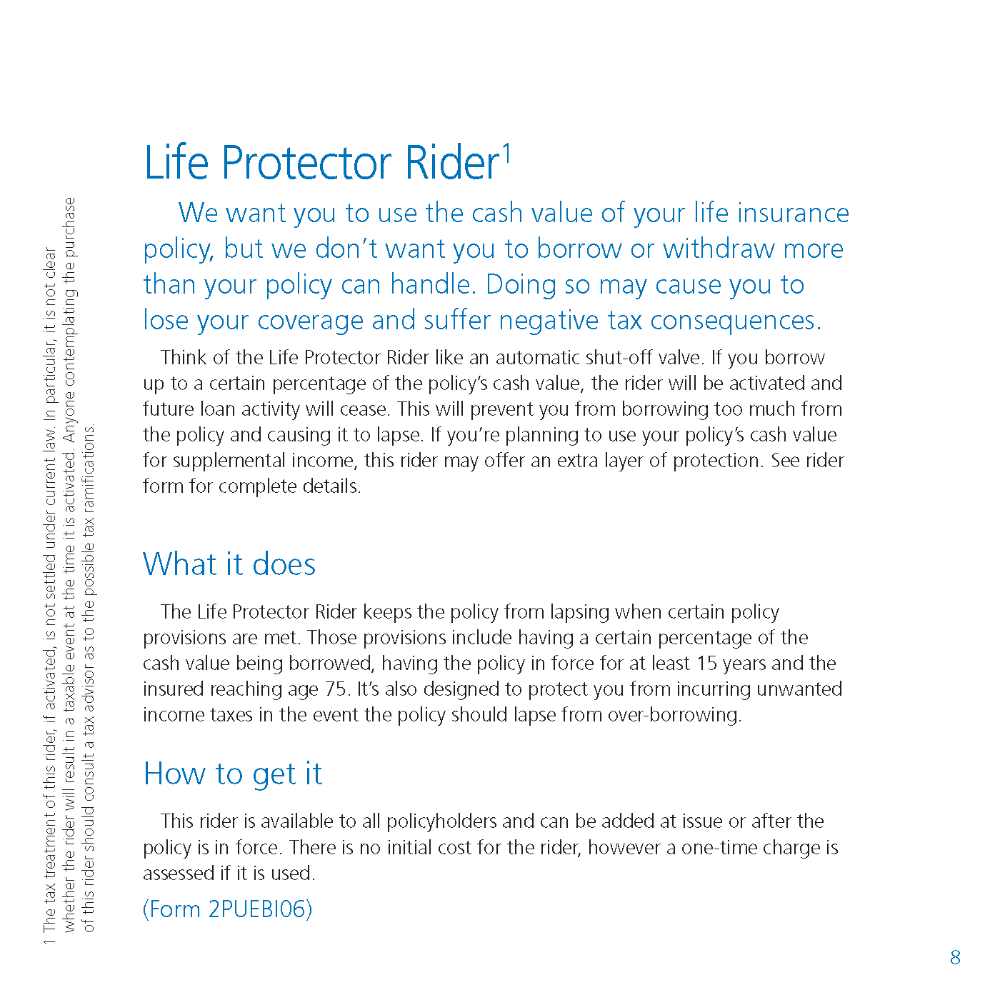 Life Protector Rider1
We want you to use the cash value of your life insurance
policy, but we don’t want you to borrow or withdraw more
than your policy can handle. Doing so may cause you to
lose your coverage and suffer negative tax consequences.
Think of the Life Protector Rider like an automatic shut-off valve. If you borrow
up to a certain percentage of the policy’s cash value, the rider will be activated and
future loan activity will cease. This will prevent you from borrowing too much from
the policy and causing it to lapse. If you’re planning to use your policy’s cash value
for supplemental income, this rider may offer an extra layer of protection. See rider
form for complete details.
What it does
The Life Protector Rider keeps the policy from lapsing when certain policy
provisions are met. Those provisions include having a certain percentage of the
cash value being borrowed, having the policy in force for at least 15 years and the
insured reaching age 75. It’s also designed to protect you from incurring unwanted
income taxes in the event the policy should lapse from over-borrowing.
How to get it
This rider is available to all policyholders and can be added at issue or after the
policy is in force. There is no initial cost for the rider, however a one-time charge is
assessed if it is used.
(Form 2PUEBI06)
1 The tax treatment of this rider, if activated, is not settled under current law. In particular, it is not clear
whether the rider will result in a taxable event at the time it is activated. Anyone contemplating the purchase
of this rider should consult a tax advisor as to the possible tax ramifications.
8